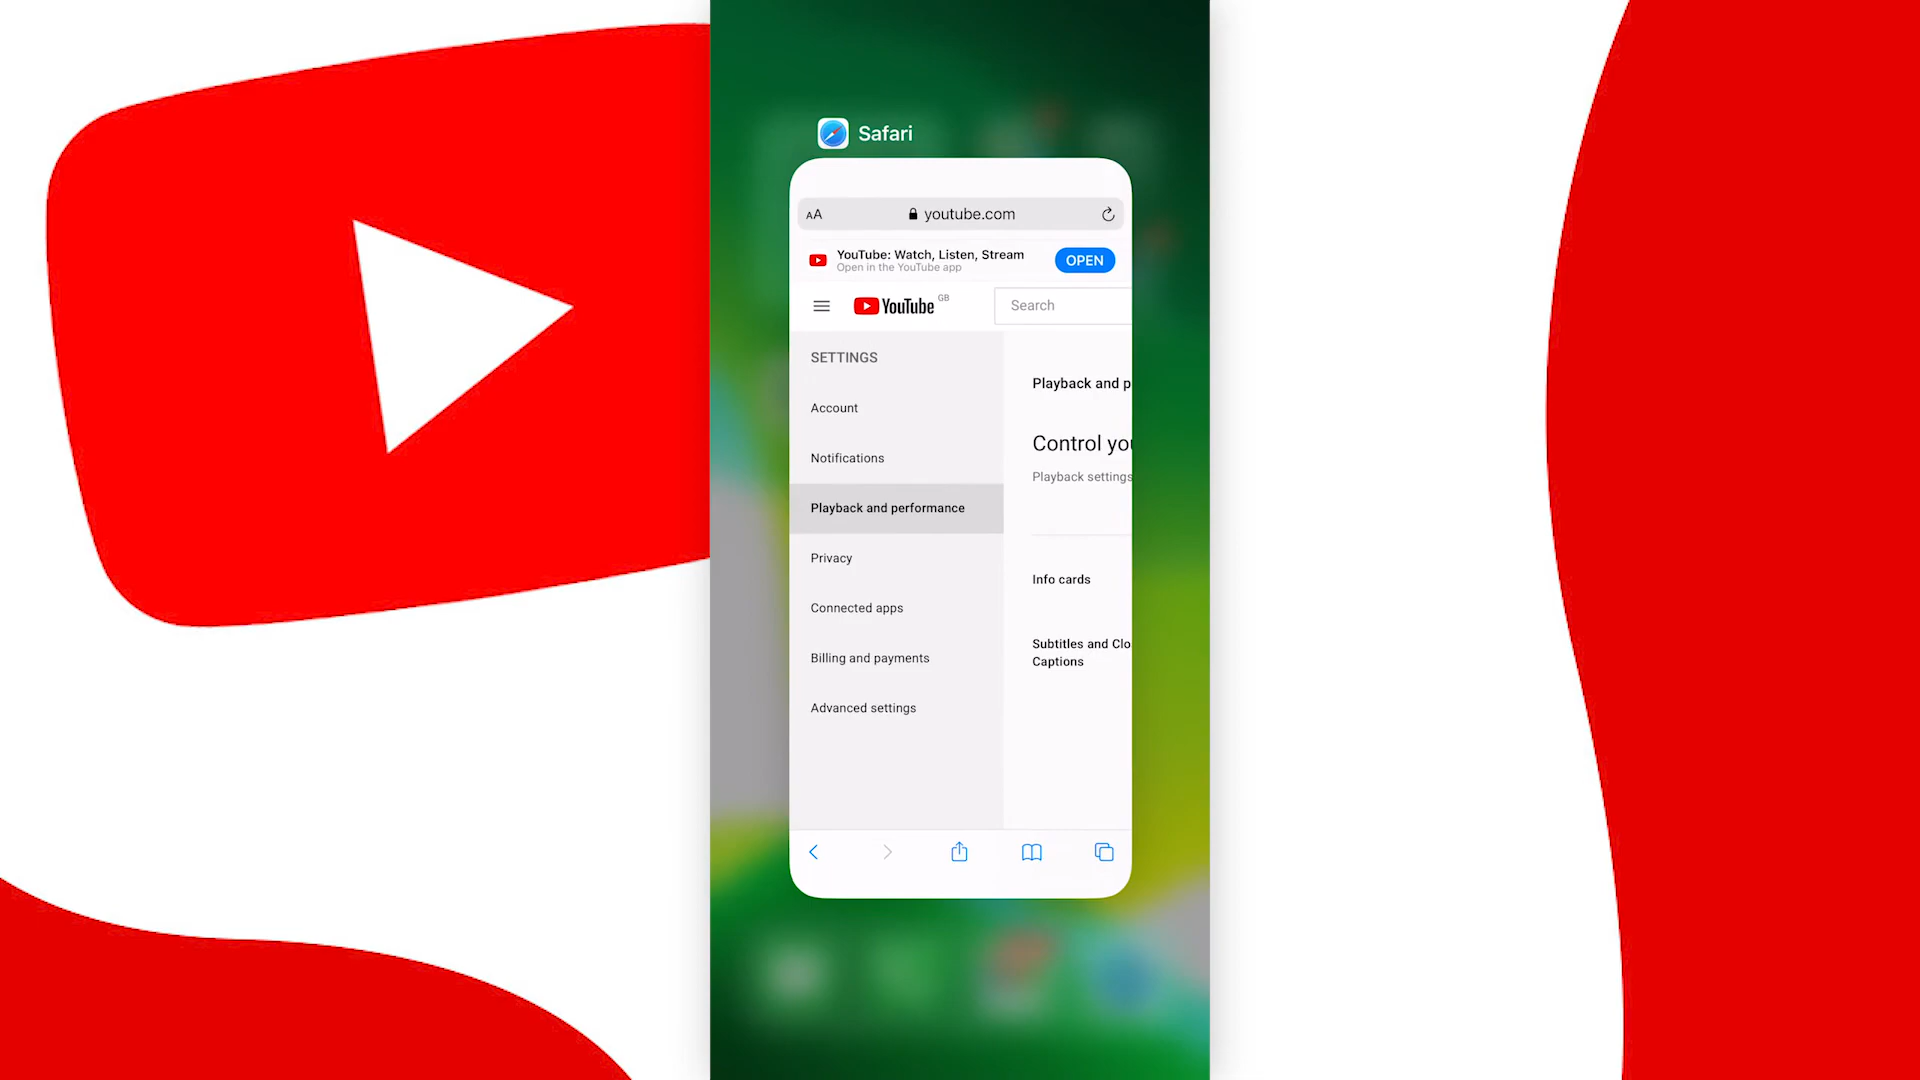 Safari
AA
youtube.com
YouTube: Watch, Listen, Stream
Open in the YouTube app
OPEN
YouTube GB
Search
SETTINGS
Account
Notifications
Playback and performance
Privacy
Connected apps
Billing and payments
Advanced settings
Playback and p
Control you
Playback settings
Info cards
Subtitles and Clo
Captions